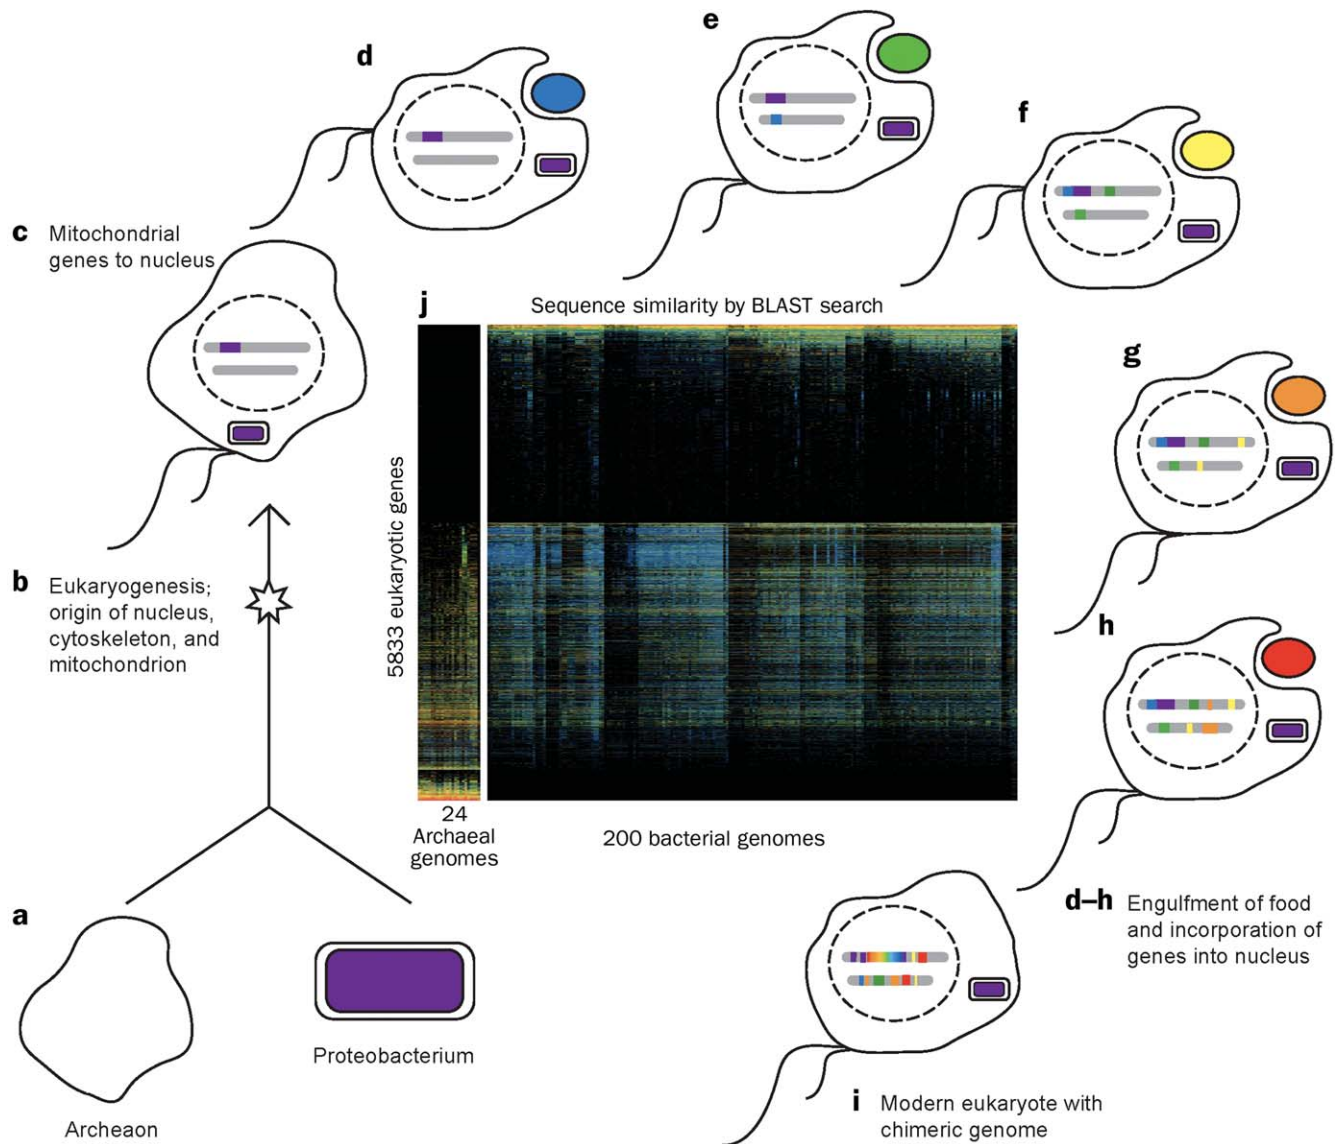 d
e
f
c Mitochondrial
genes to nucleus
j
Sequence similarity by BLAST search
g
5833 eukaryotic genes
b Eukaryogenesis;
origin of nucleus,
cytoskeleton, and
mitochondrion
h
24
Archaeal
genomes
200 bacterial genomes
a
d–h Engulfment of food
and incorporation of
genes into nucleus
Proteobacterium
Archeaon
i Modern eukaryote with
chimeric genome